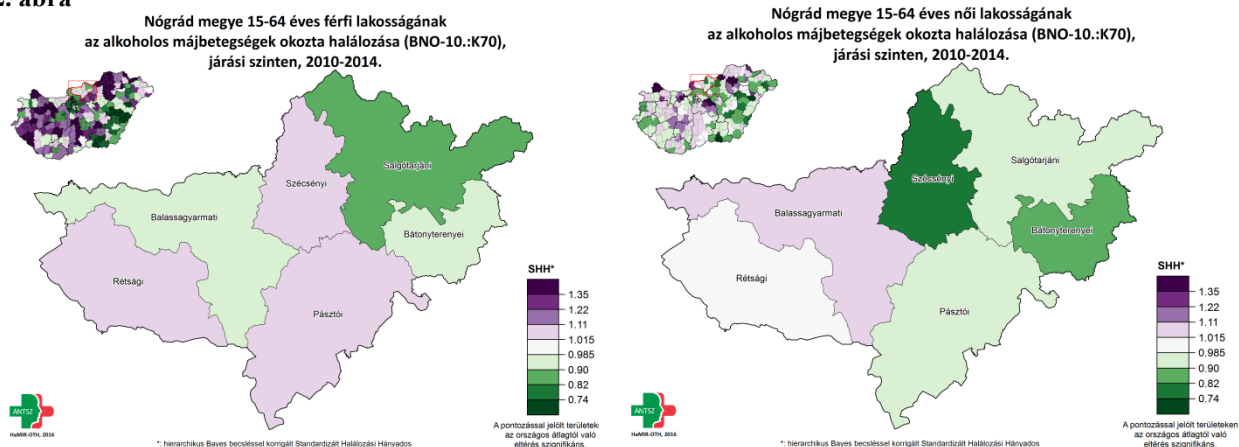 2. ábra
Nógrád megye 15-64 éves férfi lakosságának
az alkoholos májbetegségek okozta halálozása (BNO-10.:K70),
járási szinten, 2010-2014.
Salgótarjáni
Szécsényi
Balassagyarmati
Bátonyterenyei
Rétsági
Pásztói
SHH*
1.35
1.22
1.11
1.015
0.985
0.90
0.82
0.74
ÁNTSZ
HaMIR-OTH, 2016
A pontozással jelölt területeken
az országos átlagtól való
eltérés szignifikáns.
*: hierarchikus Bayes becsléssel korrigált Standardizált Halálozási Hányados
Nógrád megye 15-64 éves női lakosságának
az alkoholos májbetegségek okozta halálozása (BNO-10.:K70),
járási szinten, 2010-2014.
Salgótarjáni
Szécsényi
Balassagyarmati
Bátonyterenyei
Rétsági
Pásztói
SHH*
1.35
1.22
1.11
1.015
0.985
0.90
0.82
0.74
ÁNTSZ
HaMIR-OTH, 2016
A pontozással jelölt területeken
az országos átlagtól való
eltérés szignifikáns.
*: hierarchikus Bayes becsléssel korrigált Standardizált Halálozási Hányados